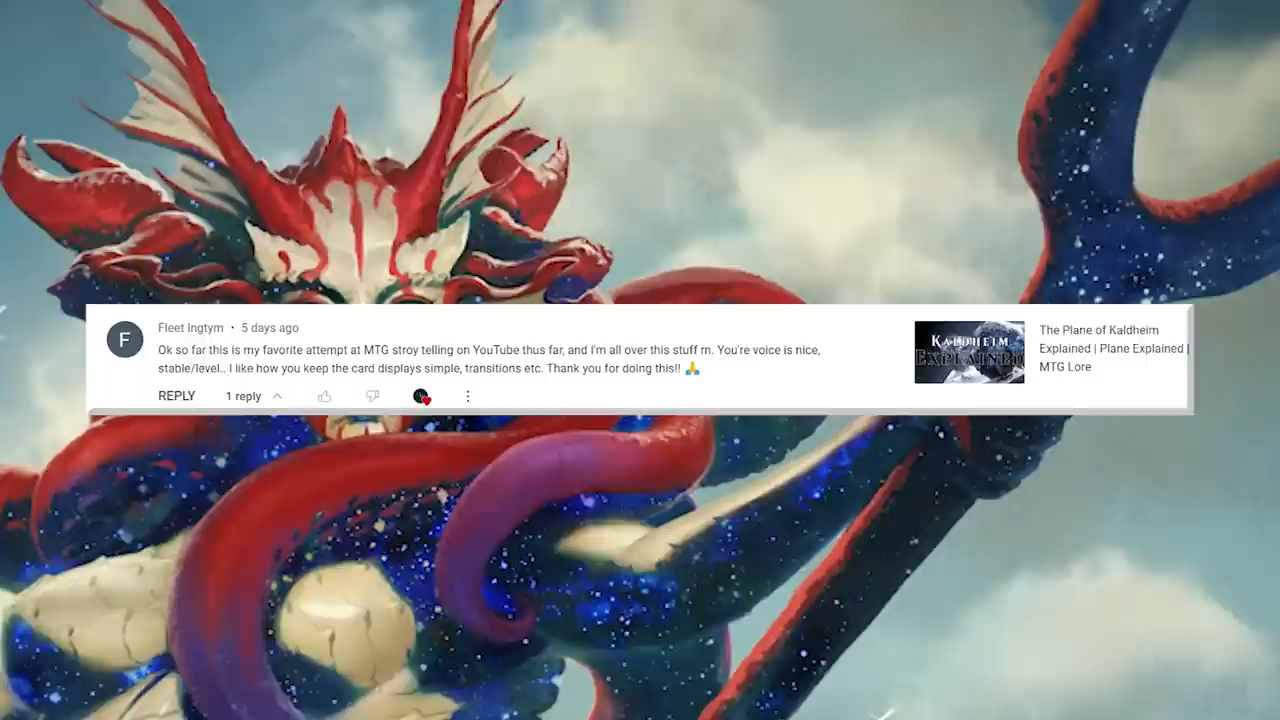 Fleet Ingtym • 5 days ago
Ok so far this is my favorite attempt at MTG stroy telling on YouTube thus far, and I'm all over this stuff rn. You're voice is nice,
stable/level.. I like how you keep the card displays simple, transitions etc. Thank you for doing this!! 🙏
REPLY 1 reply
F
KALDHEIM
EXPLAINED
The Plane of Kaldheim
Explained | Plane Explained |
MTG Lore